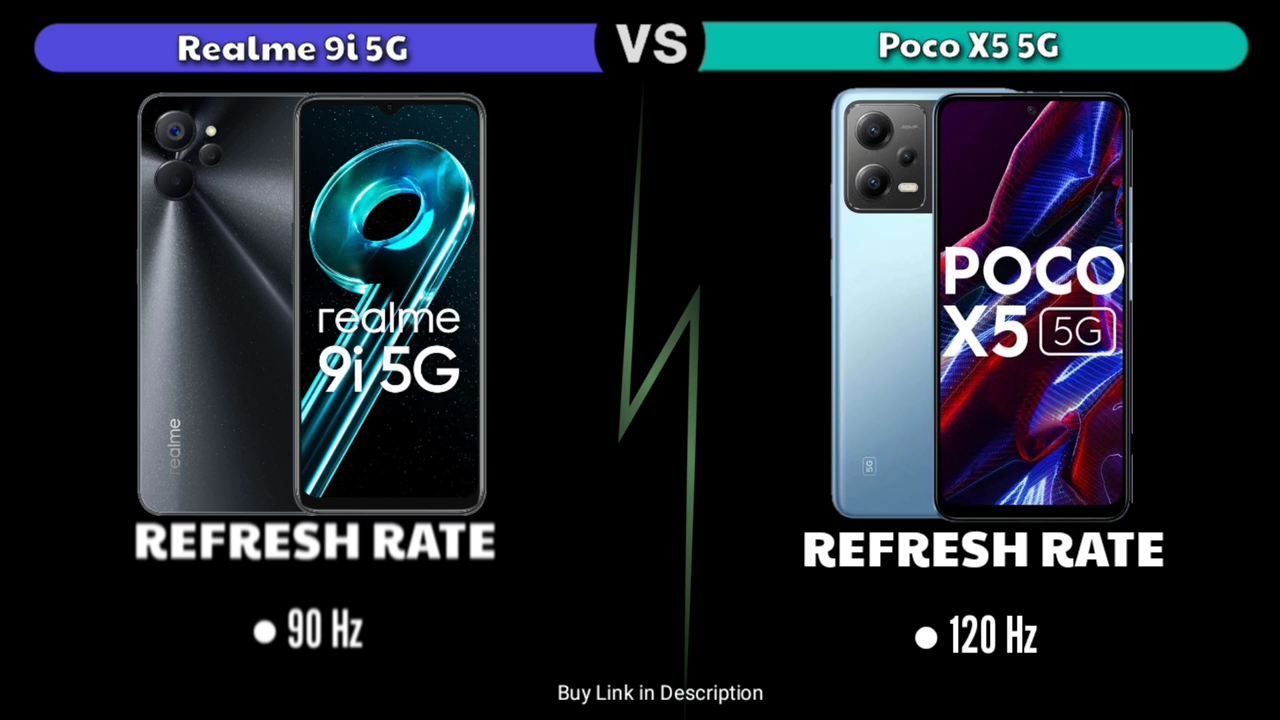 Realme 9i 5G
VS
Poco X5 5G
realme
9i 5G
realme
POCO
X5 5G
5G
REFRESH RATE
90 Hz
REFRESH RATE
120 Hz
Buy Link in Description